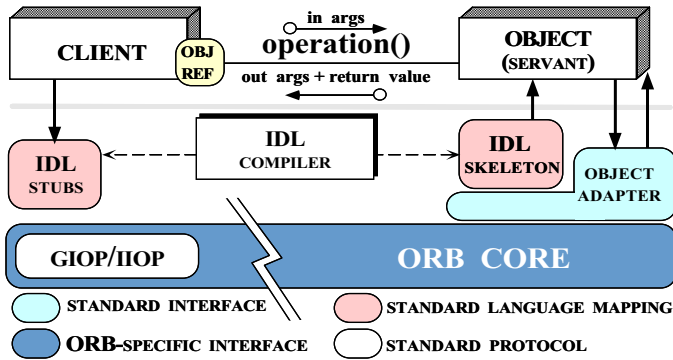 in args
CLIENT
OBJ
REF
operation()
out args + return value
OBJECT
(SERVANT)
IDL
STUBS
IDL
COMPILER
IDL
SKELETON
OBJECT
ADAPTER
GIOP/IIOP
ORB CORE
STANDARD INTERFACE
STANDARD LANGUAGE MAPPING
ORB-SPECIFIC INTERFACE
STANDARD PROTOCOL